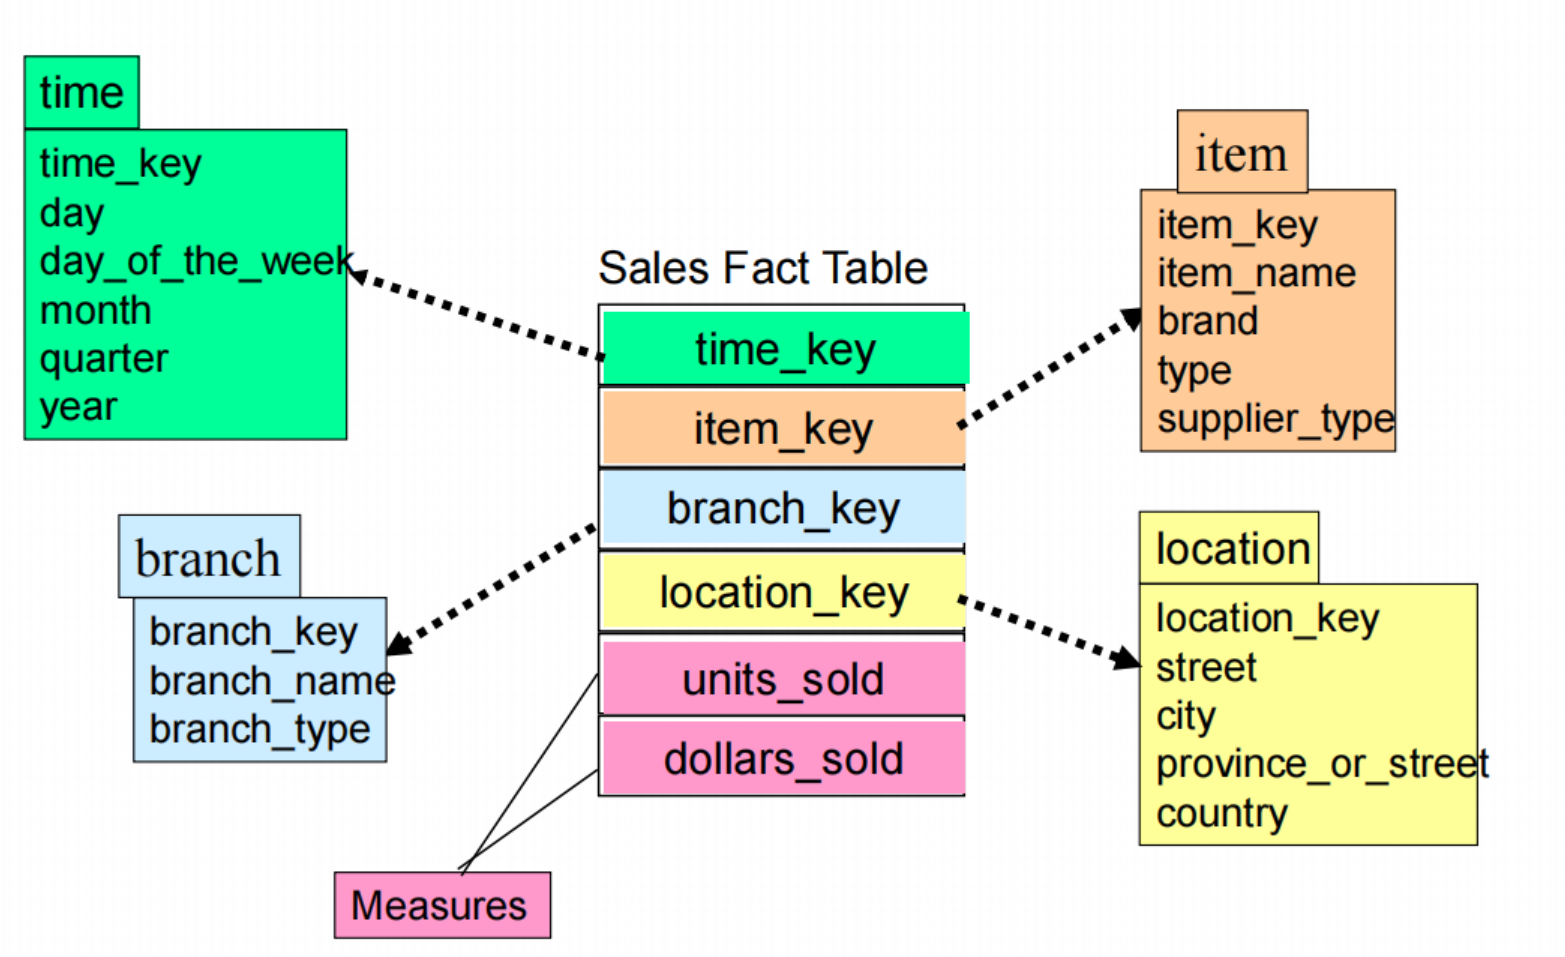 time
time_key
day
day_of_the_week
month
quarter
year
branch
branch_key
branch_name
branch_type
Sales Fact Table
time_key
item_key
branch_key
location_key
units_sold
dollars_sold
Measures
item
item_key
item_name
brand
type
supplier_type
location
location_key
street
city
province_or_street
country